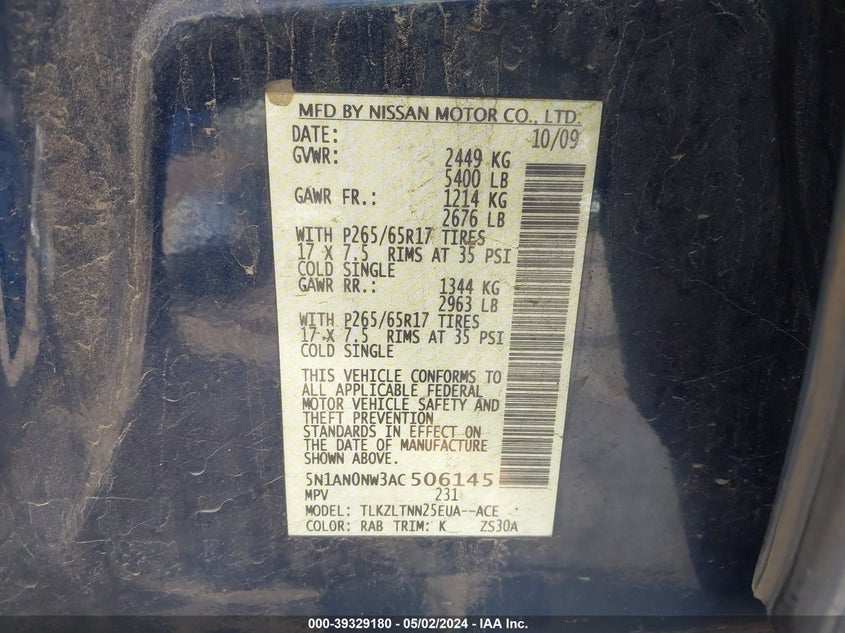 MFD BY NISSAN MOTOR CO., LTD.
DATE: 10/09
GVWR: 2449 KG
5400 LB
GAWR FR.: 1214 KG
2676 LB
WITH P265/65R17 TIRES
17 X 7.5 RIMS AT 35 PSI
COLD SINGLE
GAWR RR.: 1344 KG
2963 LB
WITH P265/65R17 TIRES
17 X 7.5 RIMS AT 35 PSI
COLD SINGLE
THIS VEHICLE CONFORMS TO
ALL APPLICABLE FEDERAL
MOTOR VEHICLE SAFETY AND
THEFT PREVENTION
STANDARDS IN EFFECT ON
THE DATE OF MANUFACTURE
SHOWN ABOVE.
5N1AN0NW3AC506145
MPV 231
MODEL: TLKZLTNN25EUA--ACE
COLOR: RAB TRIM: K ZS30A
000-39329180 - 05/02/2024 - IAA Inc.